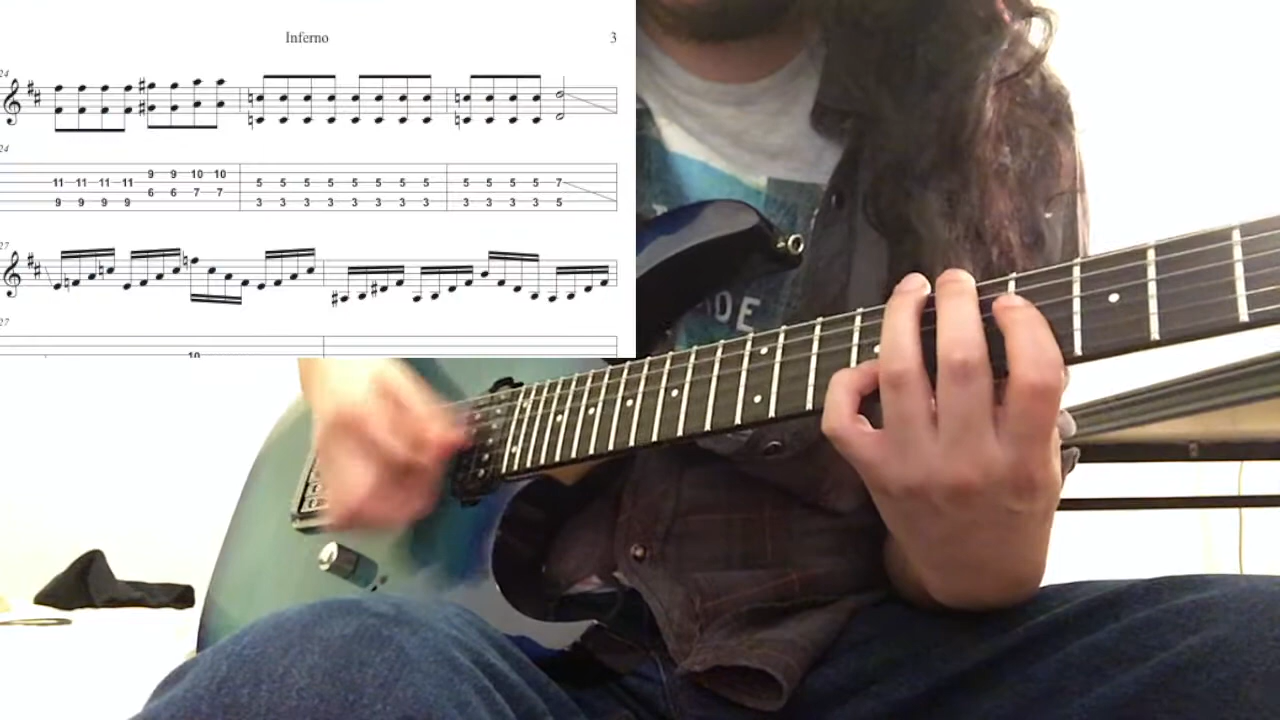 Inferno 3
24
24
9 9 10 10
11 11 11 11 6 6 7 7 5 5 5 5 5 5 5 5 5 5 5 5 7
9 9 9 9 3 3 3 3 3 3 3 3 3 3 3 3 5
27
27
10
DE